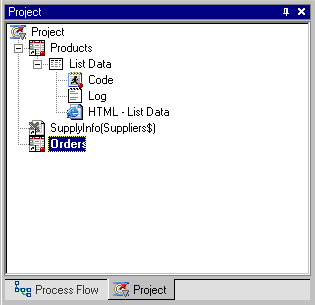 Project
Project
Products
List Data
Code
Log
HTML - List Data
SupplyInfo(Suppliers$)
Orders
Process Flow
Project